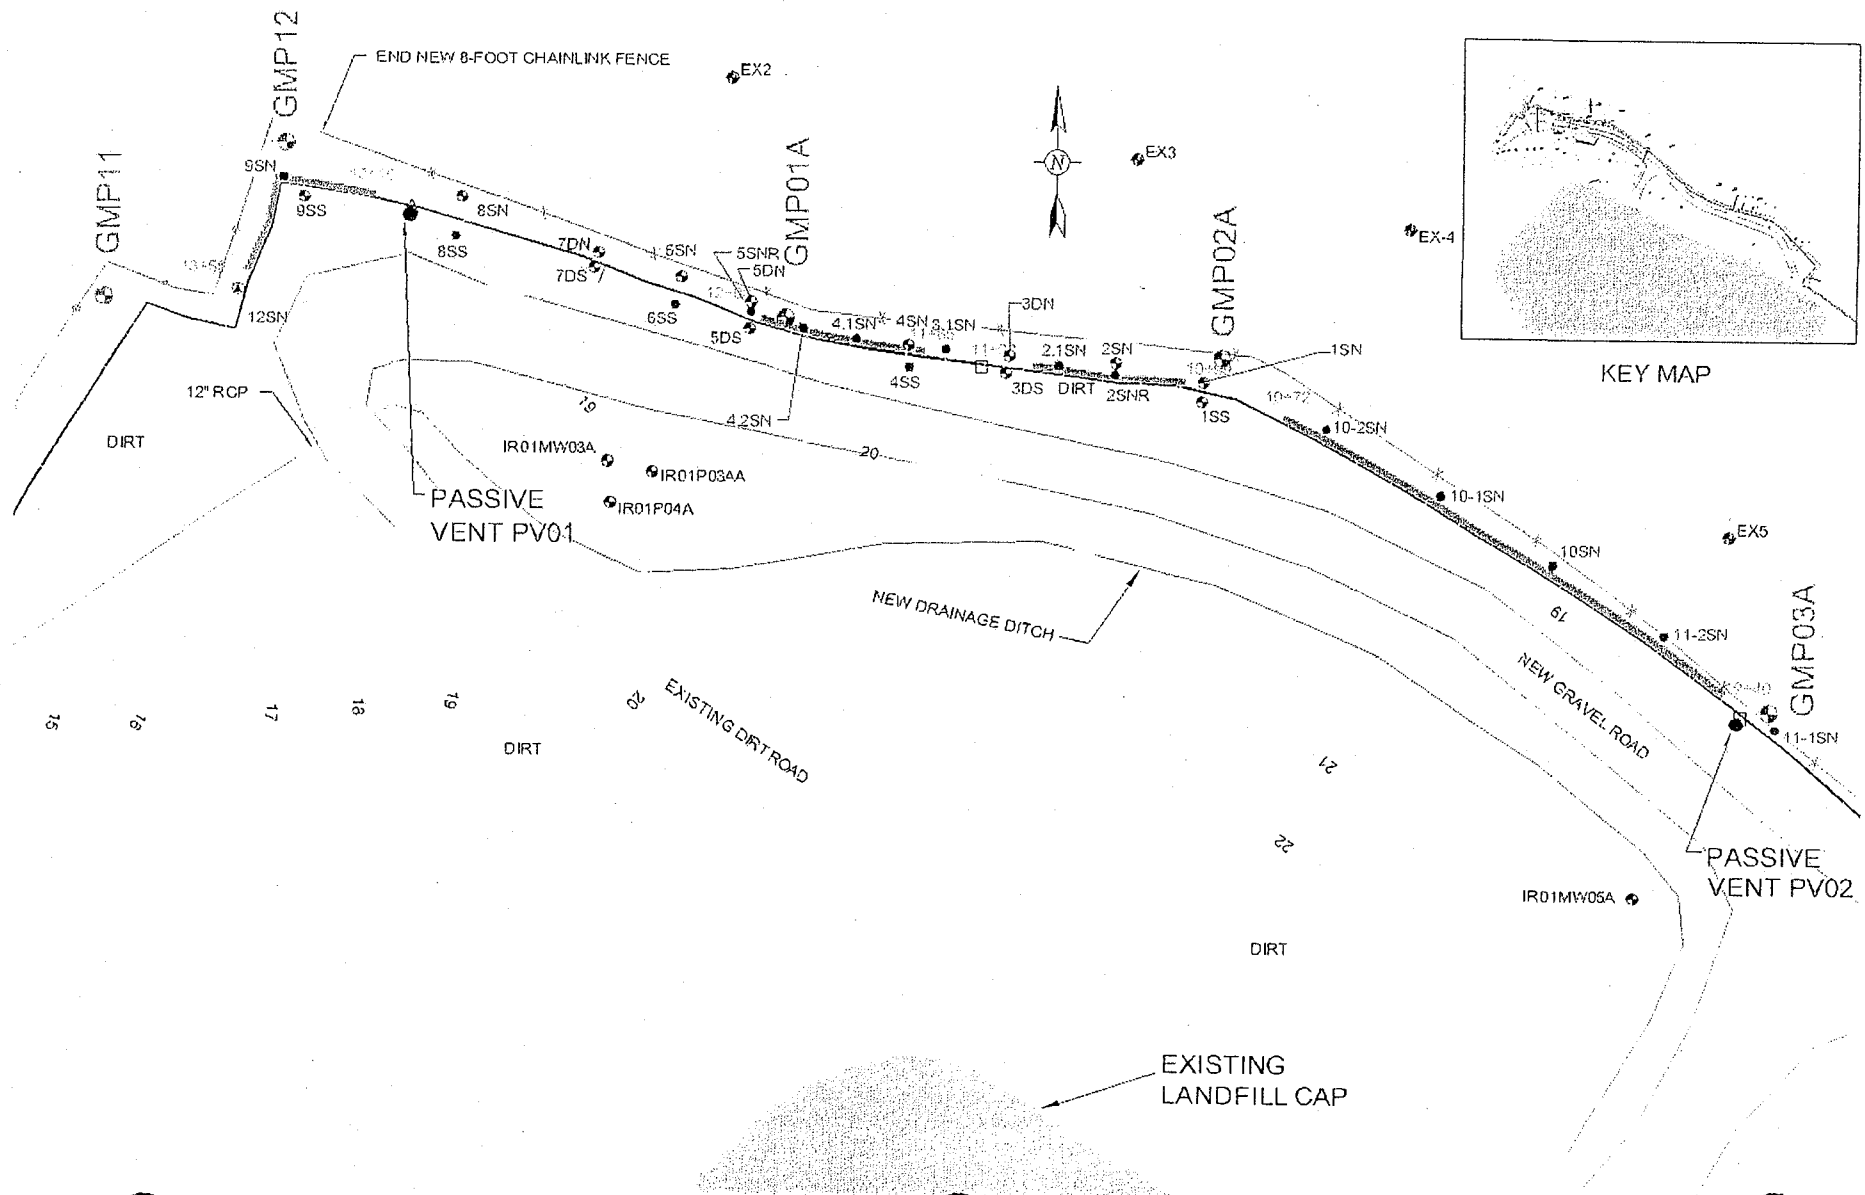 GMP12
END NEW 8-FOOT CHAINLINK FENCE
EX2
GMP11
GMP01A
N
EX3
GMP02A
EX-4
KEY MAP
9SN
9SS
8SN
8SS
7DN
7DS
6SN
6SS
5SNR
5DN
5DS
12SN
4.1SN
4SN
3.1SN
4SS
4.2SN
3DN
3DS
2.1SN
DIRT
2SN
2SNR
1SN
1SS
10+72
10-2SN
10-1SN
10SN
11-2SN
11-1SN
EX5
GMP03A
12" RCP
DIRT
19
20
IR01MW03A
IR01P03AA
IR01P04A
PASSIVE
VENT PV01
NEW DRAINAGE DITCH
19
NEW GRAVEL ROAD
15
16
17
18
19
20
EXISTING DIRT ROAD
DIRT
21
22
PASSIVE
VENT PV02
IR01MW05A
DIRT
EXISTING
LANDFILL CAP